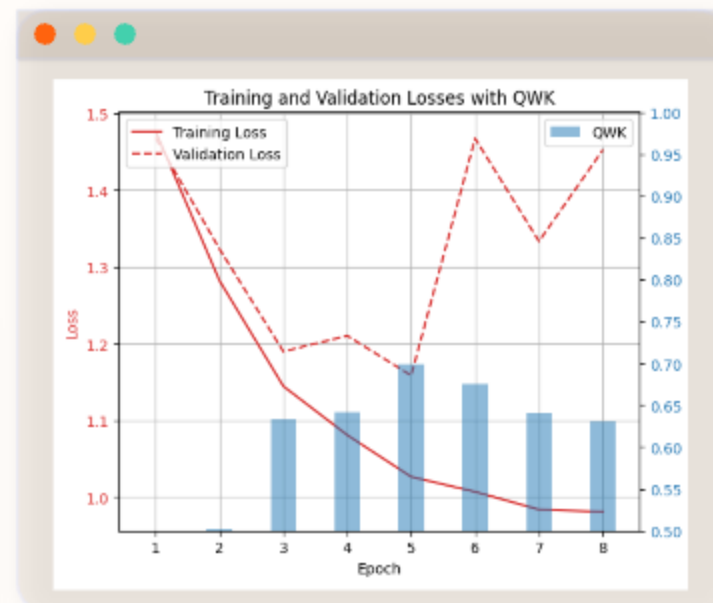 Training and Validation Losses with QWK
Training Loss
Validation Loss
QWK
1.5
1.4
1.3
1.2
1.1
1.0
Loss
1.00
0.95
0.90
0.85
0.80
0.75
0.70
0.65
0.60
0.55
0.50
1 2 3 4 5 6 7 8
Epoch